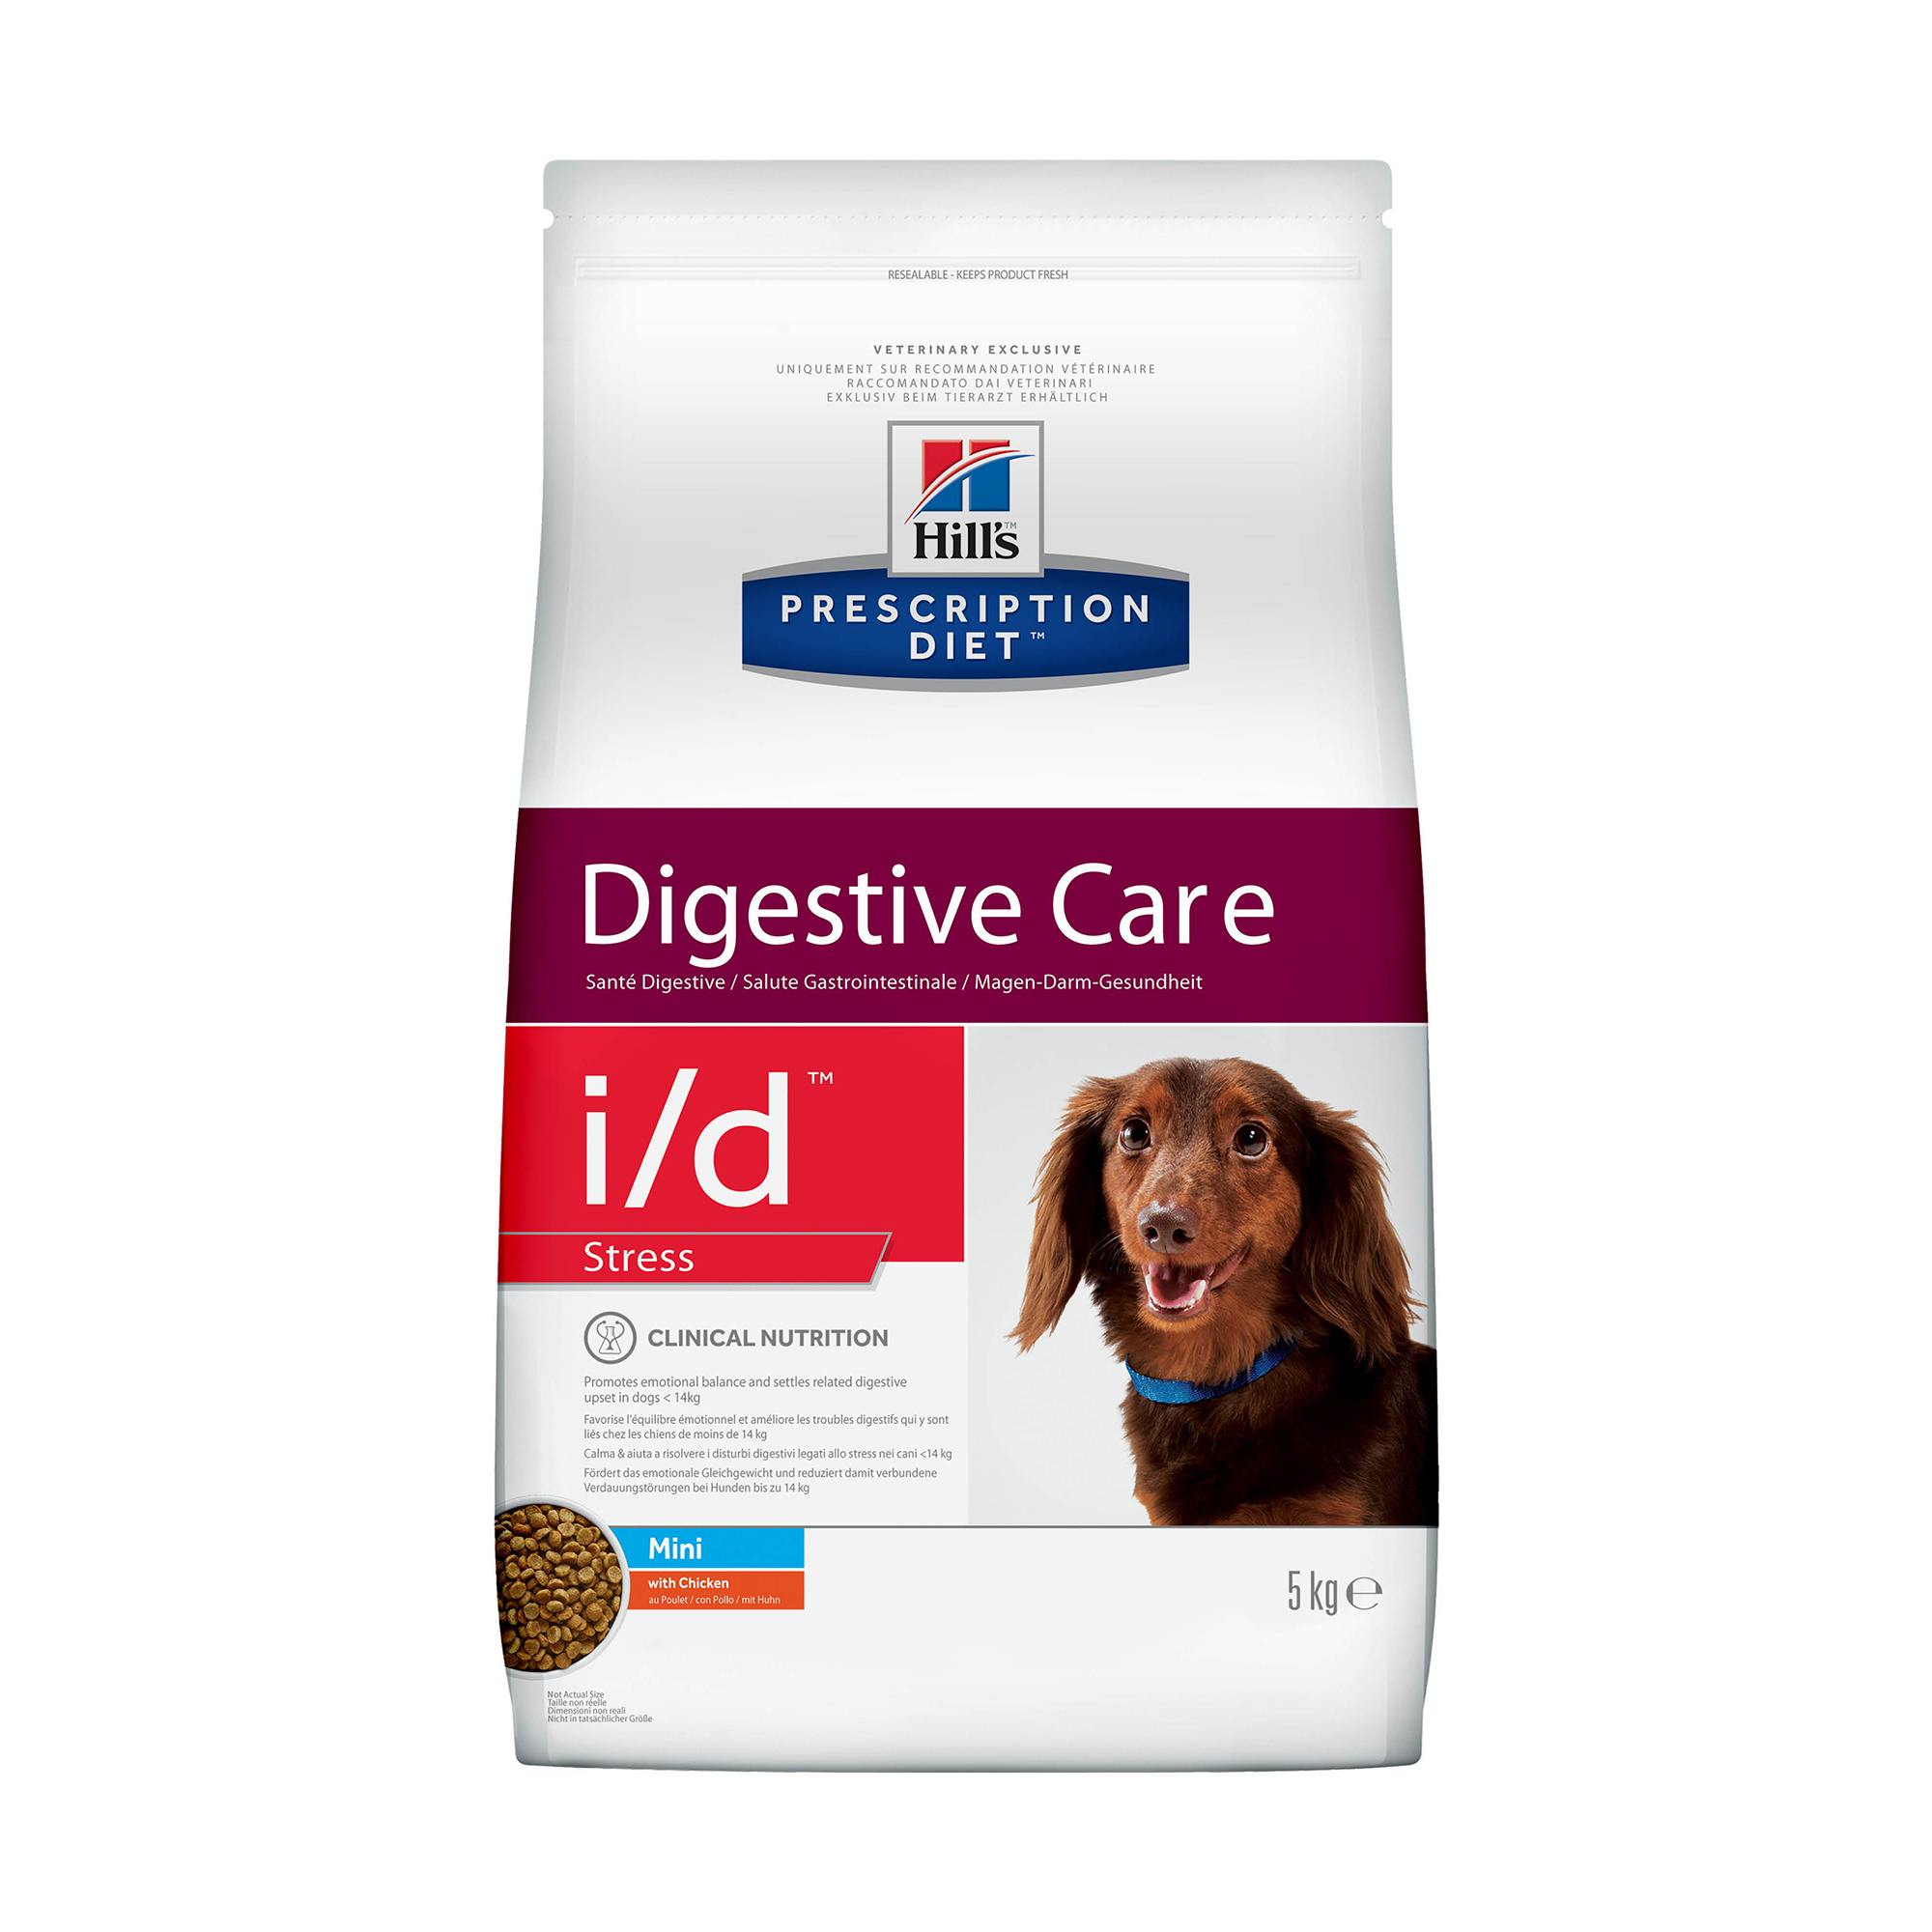 RESEALABLE - KEEPS PRODUCT FRESH
VETERINARY EXCLUSIVE
UNIQUEMENT SUR RECOMMANDATION VÉTÉRINAIRE
RACCOMANDATO DAI VETERINARI
EXKLUSIV BEIM TIERARZT ERHÄLTLICH
Hill's™
PRESCRIPTION
DIET™
Digestive Care
Santé Digestive / Salute Gastrointestinale / Magen-Darm-Gesundheit
i/d™
Stress
CLINICAL NUTRITION
Promotes emotional balance and settles related digestive
upset in dogs < 14kg
Favorise l'équilibre émotionnel et améliore les troubles digestifs qui y sont
liés chez les chiens de moins de 14 kg
Calma & aiuta a risolvere i disturbi digestivi legati allo stress nei cani <14 kg
Fördert das emotionale Gleichgewicht und reduziert damit verbundene
Verdauungstörungen bei Hunden bis zu 14 kg
Mini
with Chicken
au Poulet / con Pollo / mit Huhn
5 kg ℮
Not Actual Size
Taille non réelle
Dimensioni non reali
Nicht in tatsächlicher Größe